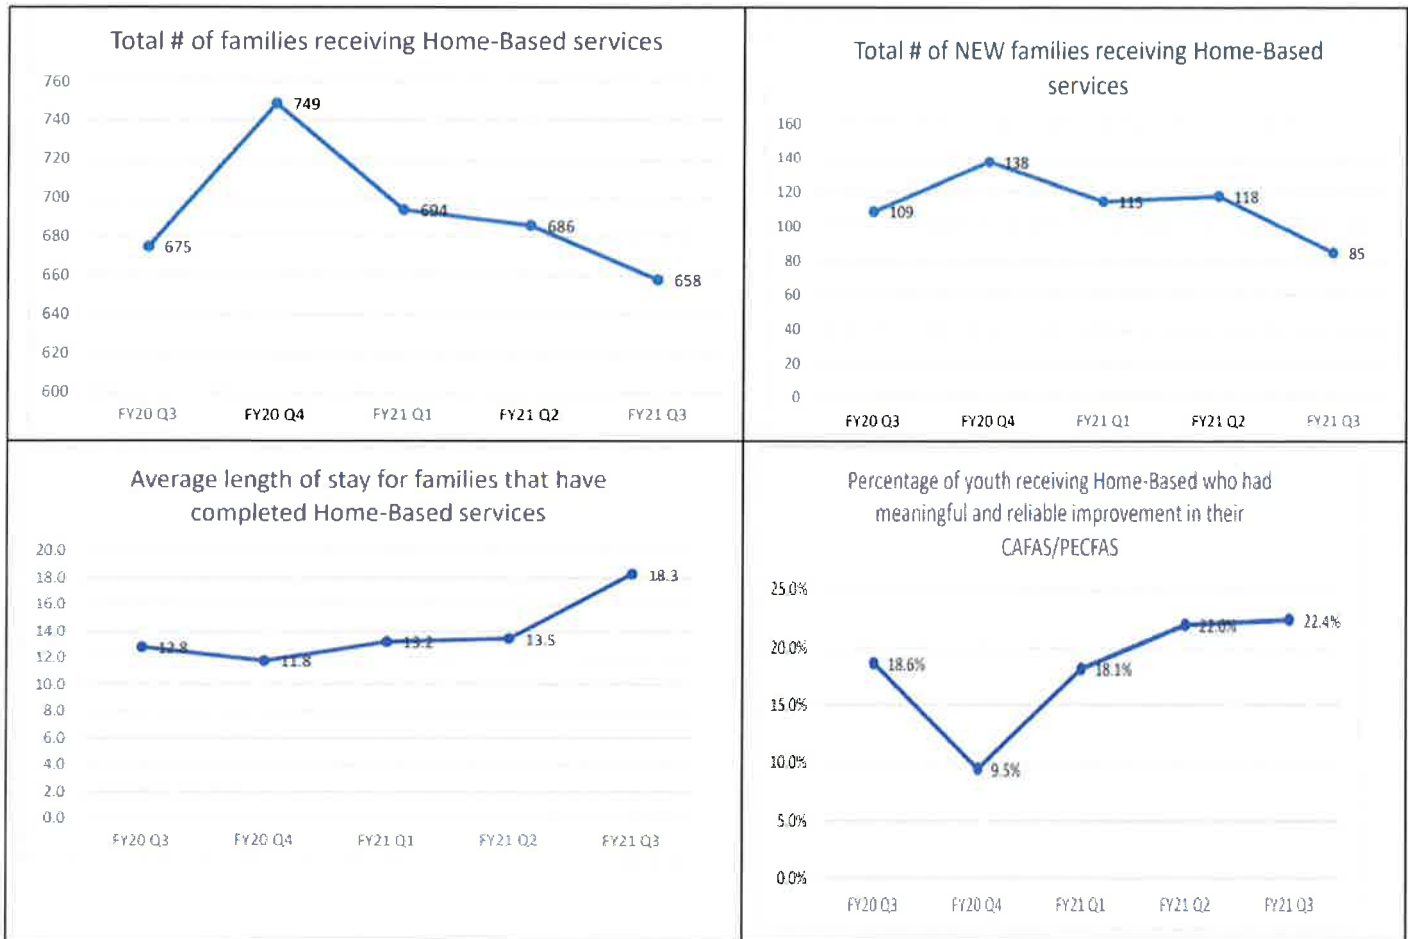 Total # of families receiving Home-Based services
760
740
720
700
680
660
640
620
600
749
694
686
675
658
FY20 Q3
FY20 Q4
FY21 Q1
FY21 Q2
FY21 Q3
Total # of NEW families receiving Home-Based
services
160
140
120
100
80
60
40
20
0
109
138
115
118
85
FY20 Q3
FY20 Q4
FY21 Q1
FY21 Q2
FY21 Q3
Average length of stay for families that have
completed Home-Based services
20.0
18.0
16.0
14.0
12.0
10.0
8.0
6.0
4.0
2.0
0.0
12.8
11.8
13.2
13.5
18.3
FY20 Q3
FY20 Q4
FY21 Q1
FY21 Q2
FY21 Q3
Percentage of youth receiving Home-Based who had
meaningful and reliable improvement in their
CAFAS/PECFAS
25.0%
20.0%
15.0%
10.0%
5.0%
0.0%
18.6%
9.5%
18.1%
22.0%
22.4%
FY20 Q3
FY20 Q4
FY21 Q1
FY21 Q2
FY21 Q3